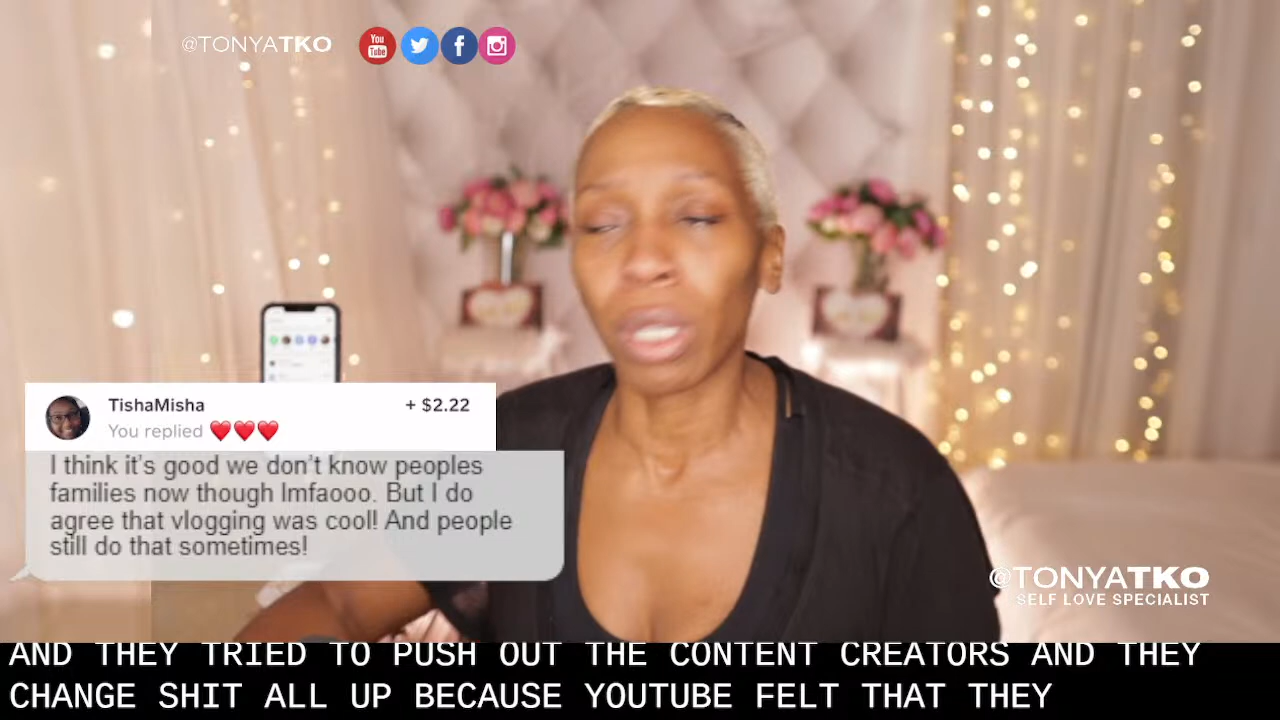 @TONYATKO
You
Tube
TishaMisha + $2.22
You replied ❤️❤️❤️
I think it's good we don't know peoples
families now though lmfaooo. But I do
agree that vlogging was cool! And people
still do that sometimes!
@TONYATKO
SELF LOVE SPECIALIST
AND THEY TRIED TO PUSH OUT THE CONTENT CREATORS AND THEY
CHANGE SHIT ALL UP BECAUSE YOUTUBE FELT THAT THEY